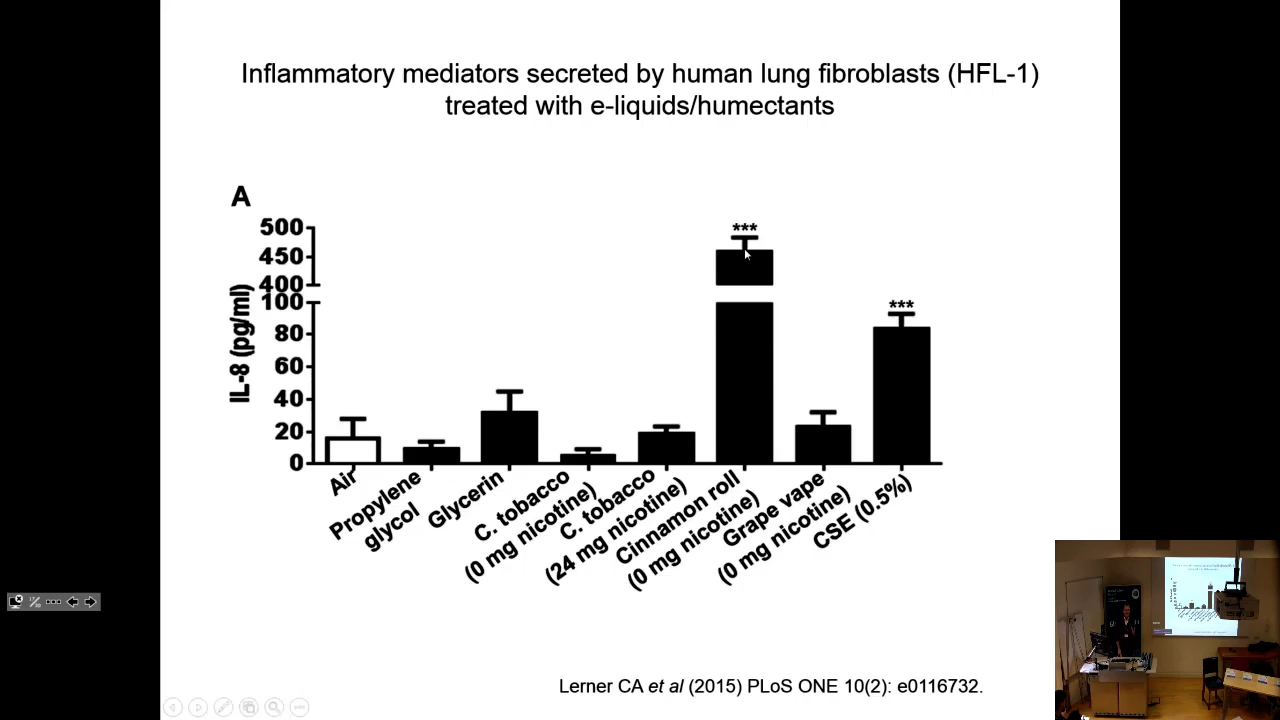 Inflammatory mediators secreted by human lung fibroblasts (HFL-1)
treated with e-liquids/humectants
A
500
450
400
100
80
60
40
20
0
IL-8 (pg/ml)
***
***
Air
Propylene
glycol
Glycerin
C. tobacco
(0 mg nicotine)
C. tobacco
(24 mg nicotine)
Cinnamon roll
(0 mg nicotine)
Grape vape
(0 mg nicotine)
CSE (0.5%)
Lerner CA et al (2015) PLoS ONE 10(2): e0116732.